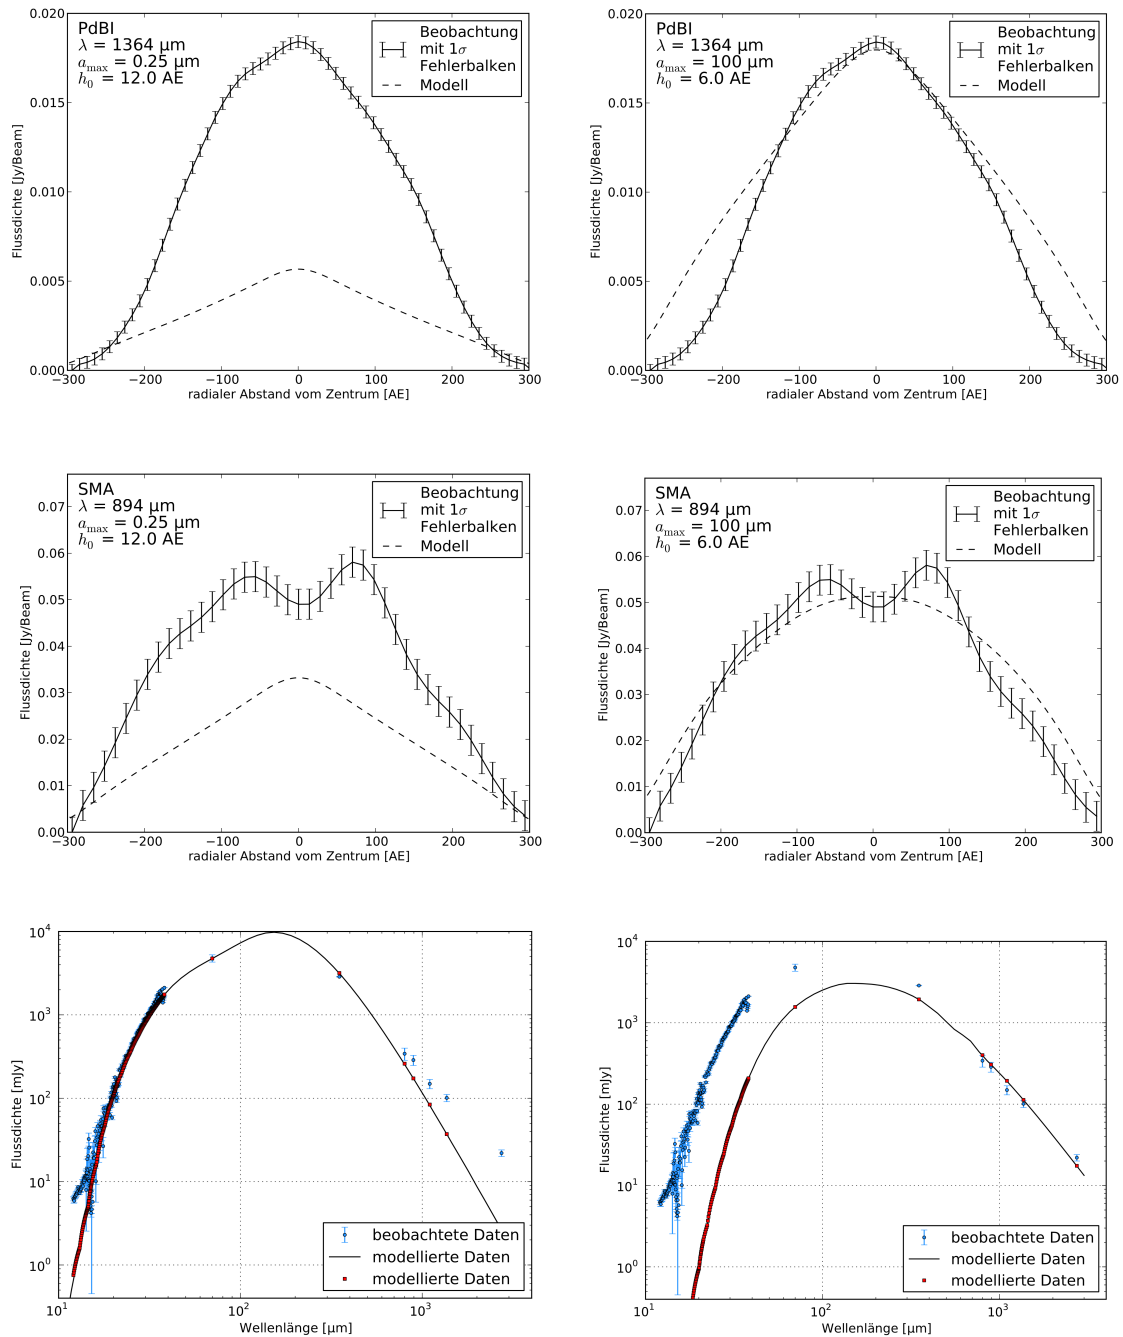 PdBI
λ = 1364 µm
a_max = 0.25 µm
h_0 = 12.0 AE
Beobachtung
mit 1σ
Fehlerbalken
Modell
0.020
0.015
0.010
0.005
0.000
Flussdichte [Jy/Beam]
−300 −200 −100 0 100 200 300
radialer Abstand vom Zentrum [AE]
PdBI
λ = 1364 µm
a_max = 100 µm
h_0 = 6.0 AE
Beobachtung
mit 1σ
Fehlerbalken
Modell
0.020
0.015
0.010
0.005
0.000
Flussdichte [Jy/Beam]
−300 −200 −100 0 100 200 300
radialer Abstand vom Zentrum [AE]
SMA
λ = 894 µm
a_max = 0.25 µm
h_0 = 12.0 AE
Beobachtung
mit 1σ
Fehlerbalken
Modell
0.07
0.06
0.05
0.04
0.03
0.02
0.01
0.00
Flussdichte [Jy/Beam]
−300 −200 −100 0 100 200 300
radialer Abstand vom Zentrum [AE]
SMA
λ = 894 µm
a_max = 100 µm
h_0 = 6.0 AE
Beobachtung
mit 1σ
Fehlerbalken
Modell
0.07
0.06
0.05
0.04
0.03
0.02
0.01
0.00
Flussdichte [Jy/Beam]
−300 −200 −100 0 100 200 300
radialer Abstand vom Zentrum [AE]
10^4
10^3
10^2
10^1
10^0
Flussdichte [mJy]
beobachtete Daten
modellierte Daten
modellierte Daten
10^1 10^2 10^3
Wellenlänge [µm]
10^4
10^3
10^2
10^1
10^0
Flussdichte [mJy]
beobachtete Daten
modellierte Daten
modellierte Daten
10^1 10^2 10^3
Wellenlänge [µm]